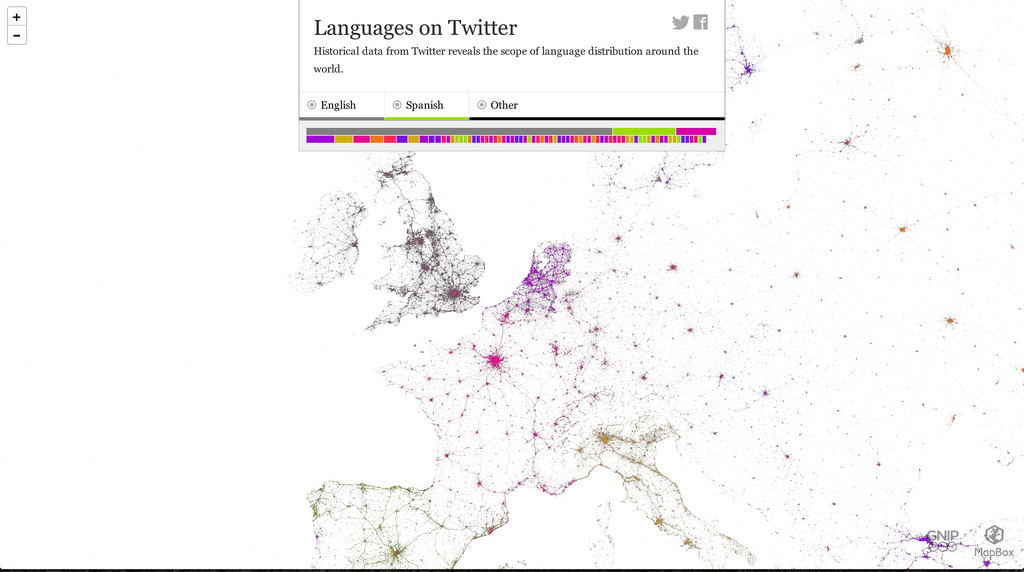 +
−
Languages on Twitter
Historical data from Twitter reveals the scope of language distribution around the
world.
English
Spanish
Other
GNIP
MapBox